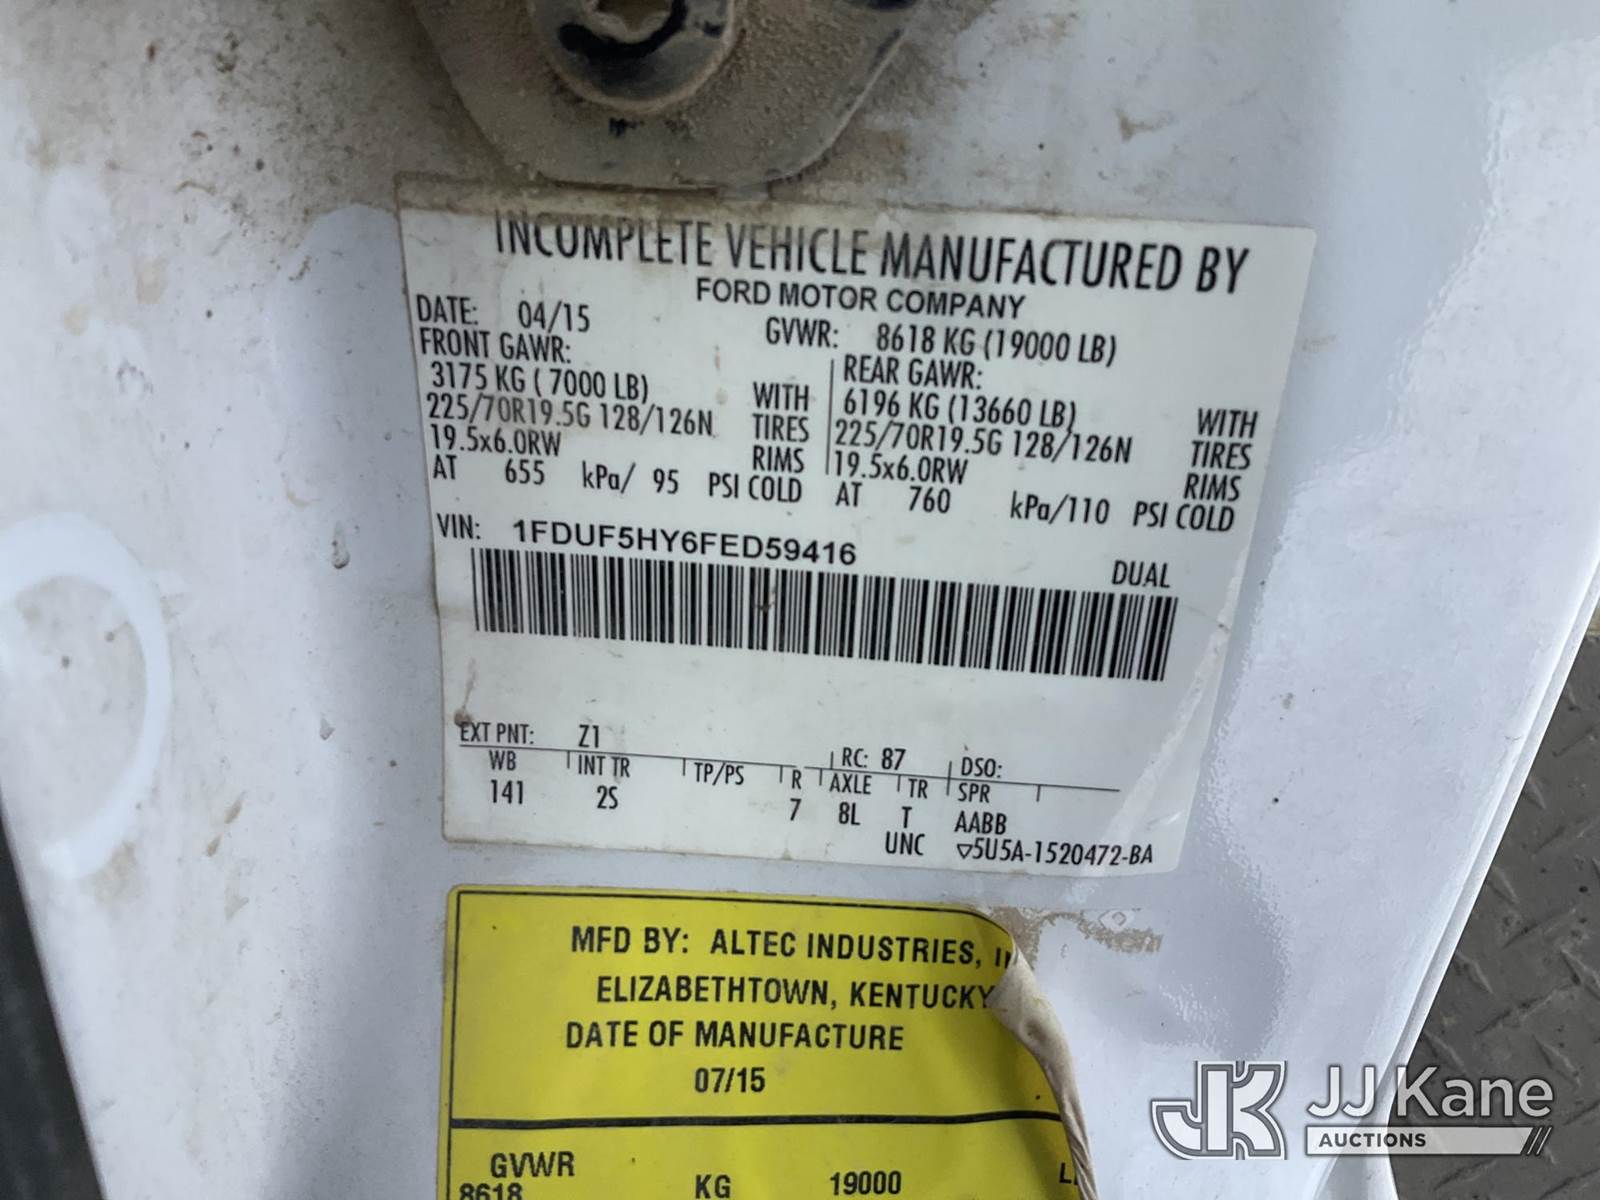 INCOMPLETE VEHICLE MANUFACTURED BY
FORD MOTOR COMPANY
DATE: 04/15 GVWR: 8618 KG (19000 LB)
FRONT GAWR: REAR GAWR:
3175 KG ( 7000 LB) WITH 6196 KG (13660 LB) WITH
225/70R19.5G 128/126N TIRES 225/70R19.5G 128/126N TIRES
19.5x6.0RW RIMS 19.5x6.0RW RIMS
AT 655 kPa/ 95 PSI COLD AT 760 kPa/110 PSI COLD
VIN: 1FDUF5HY6FED59416
DUAL
EXT PNT: Z1 RC: 87 DSO:
WB INT TR TP/PS R AXLE TR SPR
141 2S 7 8L T AABB
UNC ▽5U5A-1520472-BA
MFD BY: ALTEC INDUSTRIES,
ELIZABETHTOWN, KENTUCKY
DATE OF MANUFACTURE
07/15
GVWR
8618 KG 19000
JK JJ Kane
AUCTIONS